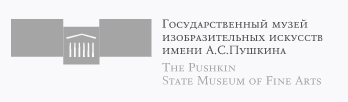 Государственный музей
изобразительных искусств
имени А.С.Пушкина
The Pushkin
State Museum of Fine Arts